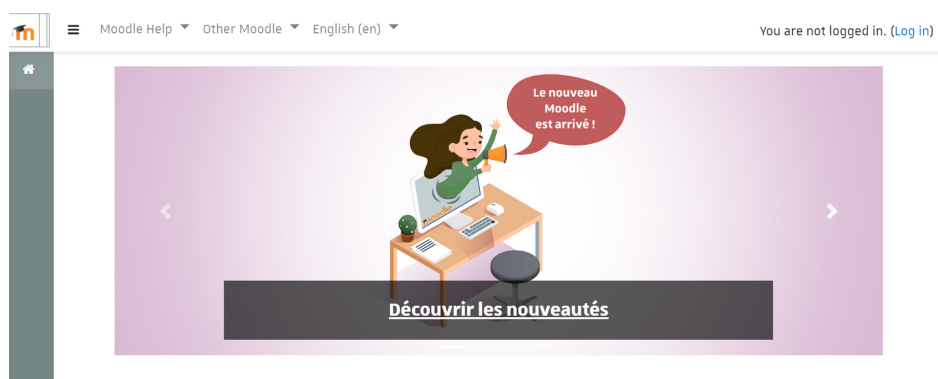 m
Moodle Help
Other Moodle
English (en)
You are not logged in. (Log in)
Le nouveau
Moodle
est arrivé !
moodle
Découvrir les nouveautés